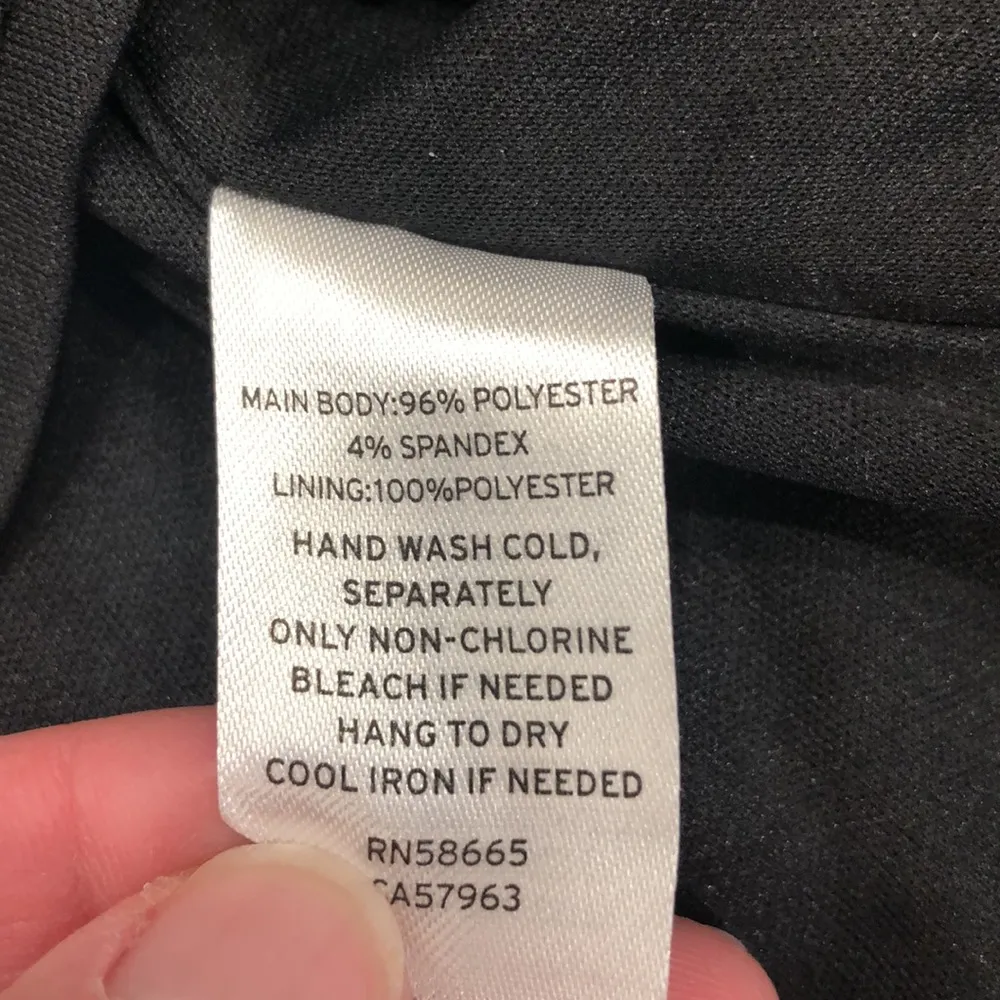 MAIN BODY:96% POLYESTER
4% SPANDEX
LINING:100%POLYESTER
HAND WASH COLD,
SEPARATELY
ONLY NON-CHLORINE
BLEACH IF NEEDED
HANG TO DRY
COOL IRON IF NEEDED
RN58665
CA57963